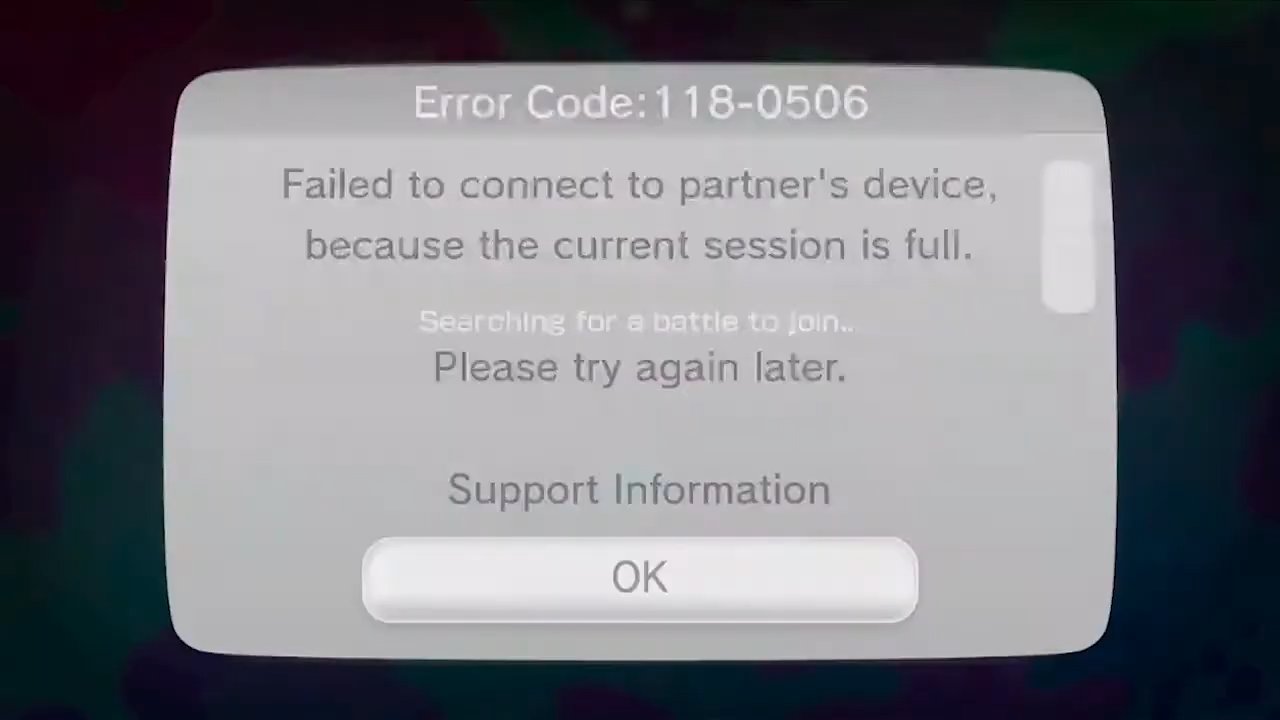 Error Code:118-0506
Failed to connect to partner's device,
because the current session is full.
Searching for a battle to join..
Please try again later.
Support Information
OK